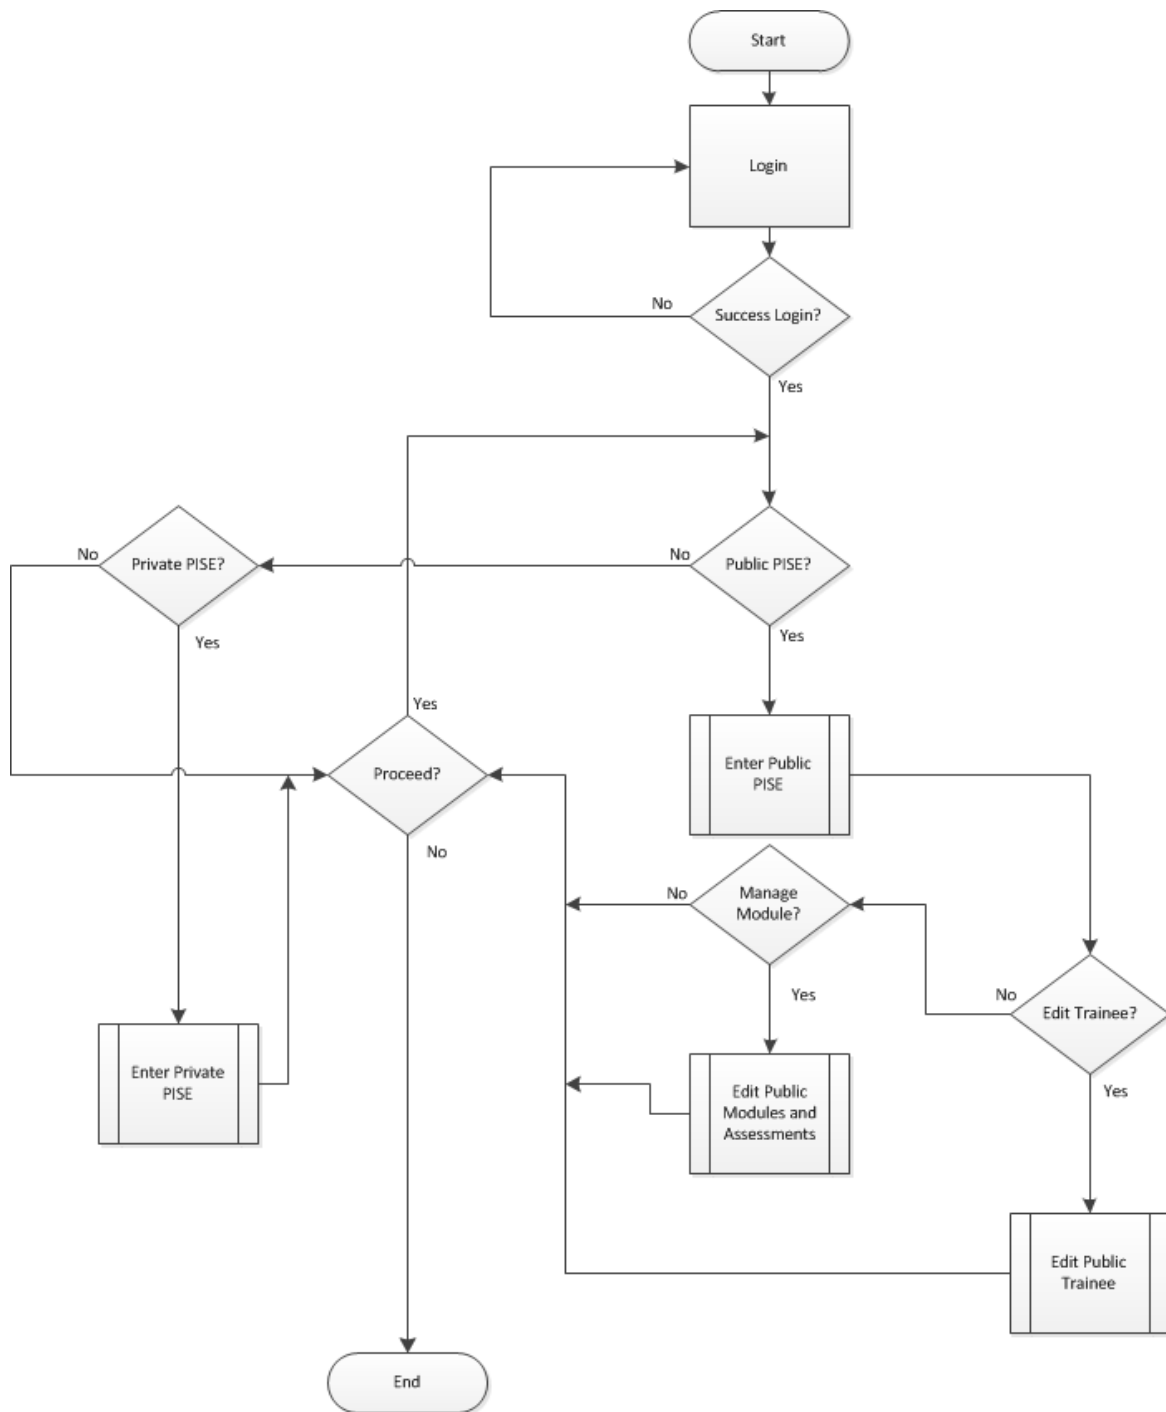 Start
Login
No
Success Login?
Yes
No
Private PISE?
No
Public PISE?
Yes
Yes
Yes
Proceed?
Enter Public
PISE
No
No
Manage
Module?
Yes
No
Edit Trainee?
Enter Private
PISE
Edit Public
Modules and
Assessments
Yes
Edit Public
Trainee
End